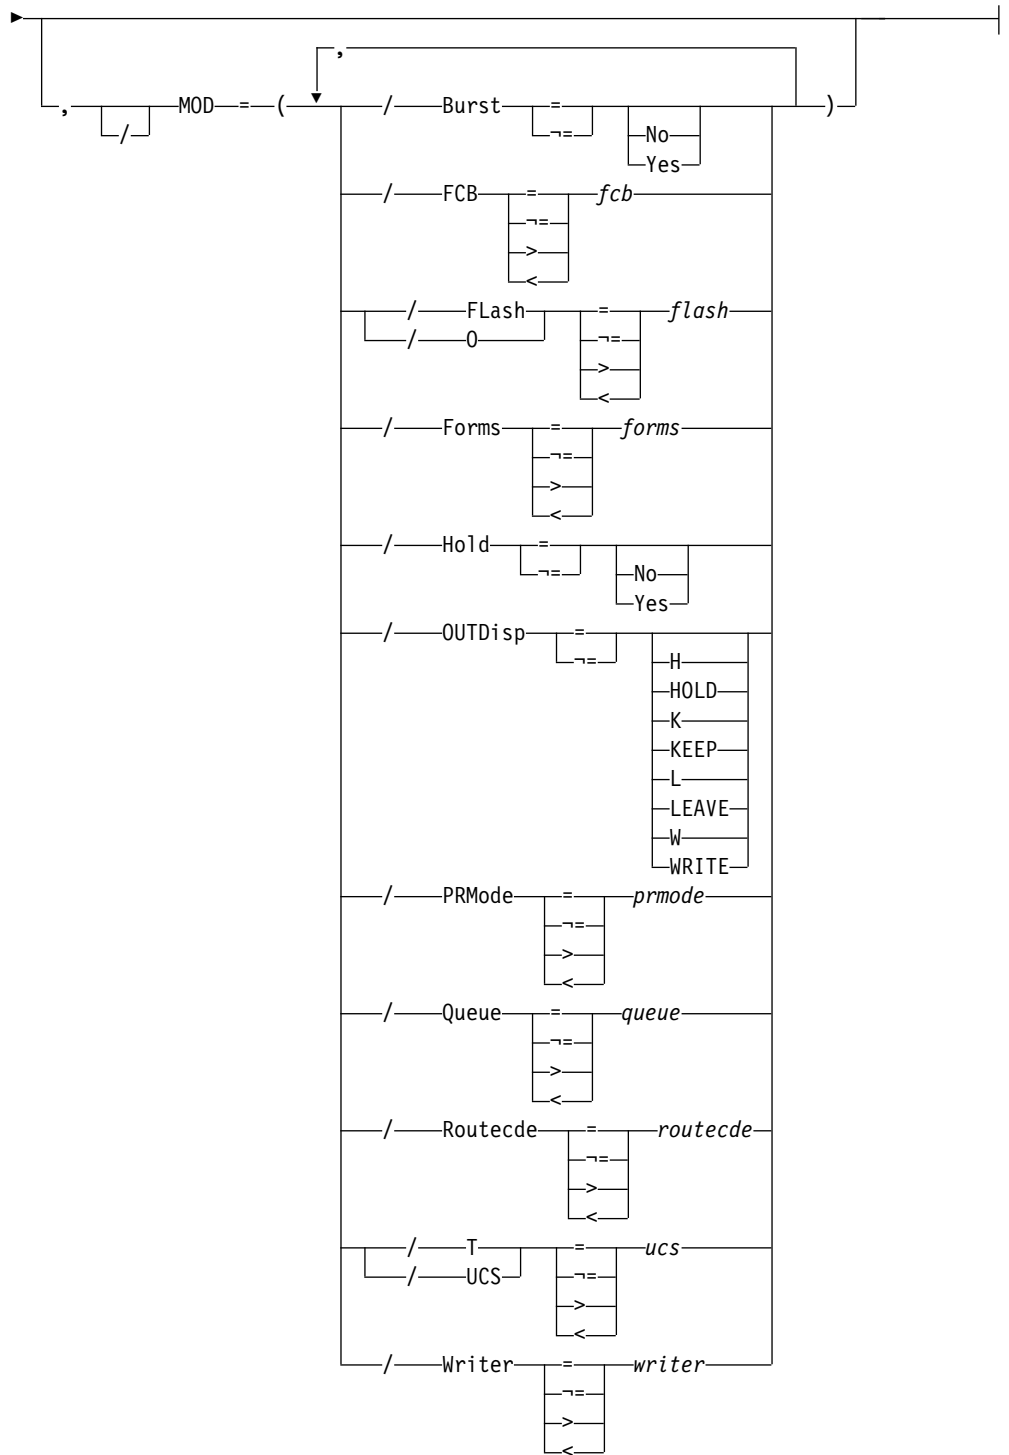 ,
, MOD = ( / Burst = )
/ ¬= No
Yes
/ FCB = fcb
¬=
>
<
/ FLash = flash
/ O ¬=
>
<
/ Forms = forms
¬=
>
<
/ Hold =
¬= No
Yes
/ OUTDisp =
¬= H
HOLD
K
KEEP
L
LEAVE
W
WRITE
/ PRMode = prmode
¬=
>
<
/ Queue = queue
¬=
>
<
/ Routecde = routecde
¬=
>
<
/ T = ucs
/ UCS ¬=
>
<
/ Writer = writer
¬=
>
<